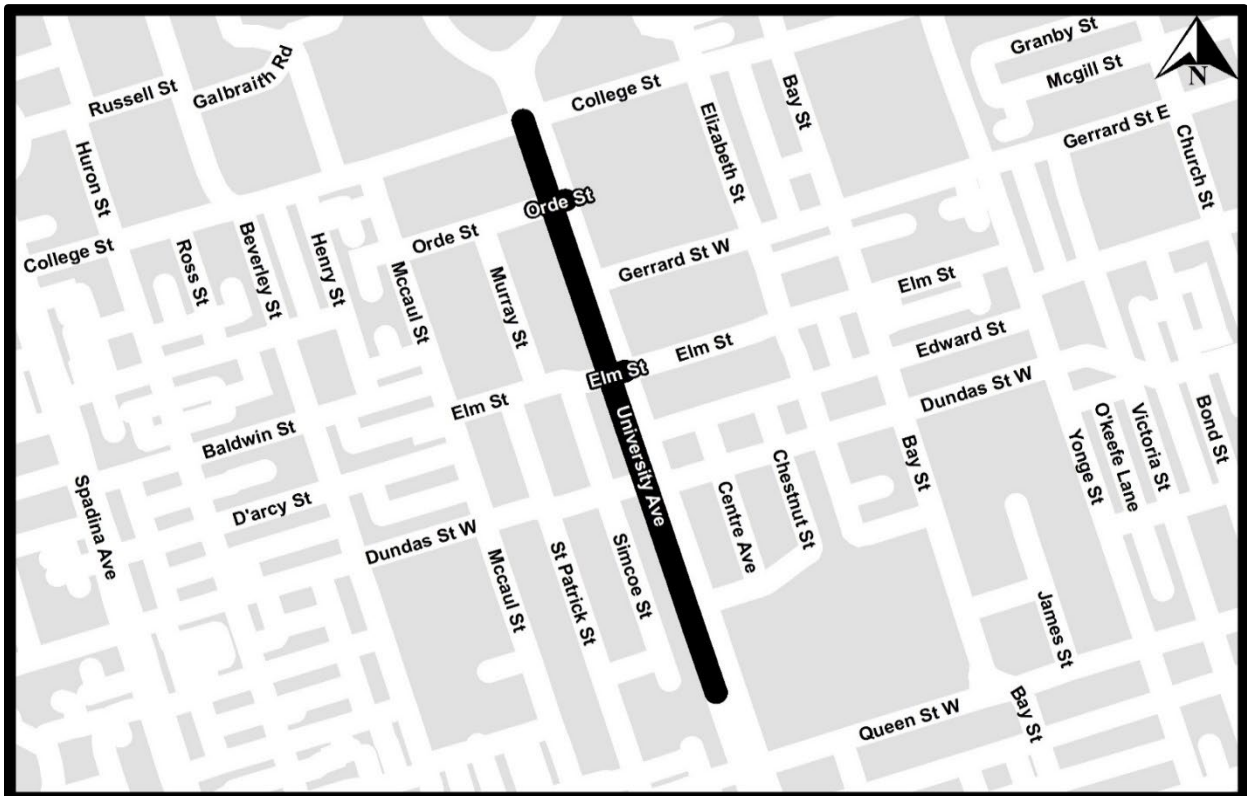 Granby St
Mcgill St
N
Russell St
Galbraith Rd
College St
Bay St
Gerrard St E
Elizabeth St
Church St
Huron St
Orde St
Orde St
College St
Ross St
Beverley St
Henry St
Mccaul St
Murray St
Gerrard St W
Elm St
Elm St
Edward St
Elm St
Elm St
Dundas St W
Baldwin St
University Ave
Bay St
Yonge St
O'keefe Lane
Victoria St
Bond St
Spadina Ave
D'arcy St
Chestnut St
Centre Ave
Dundas St W
Mccaul St
St Patrick St
Simcoe St
James St
Queen St W
Bay St